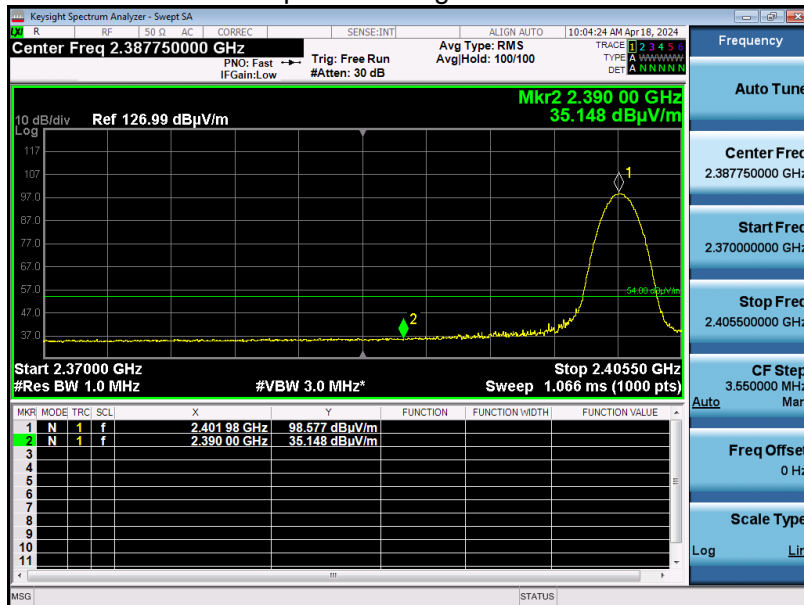 Keysight Spectrum Analyzer - Swept SA
LXI R RF 50 Ω AC CORREC SENSE:INT ALIGN AUTO 10:04:24 AM Apr 18, 2024
Center Freq 2.387750000 GHz
PNO: Fast
IFGain:Low
Trig: Free Run
#Atten: 30 dB
Avg Type: RMS
Avg|Hold: 100/100
TRACE 1 2 3 4 5 6
TYPE A WWWWW
DET A N N N N N
Mkr2 2.390 00 GHz
35.148 dBµV/m
10 dB/div Ref 126.99 dBµV/m
Log
117
107
97.0
87.0
77.0
67.0
57.0
47.0
37.0
1
54.00 dBµV/m
2
Start 2.37000 GHz Stop 2.40550 GHz
#Res BW 1.0 MHz #VBW 3.0 MHz* Sweep 1.066 ms (1000 pts)
MKR MODE TRC SCL X Y FUNCTION FUNCTION WIDTH FUNCTION VALUE
1 N 1 f 2.401 98 GHz 98.577 dBµV/m
2 N 1 f 2.390 00 GHz 35.148 dBµV/m
3
4
5
6
7
8
9
10
11
MSG STATUS
Frequency
Auto Tune
Center Freq
2.387750000 GHz
Start Freq
2.370000000 GHz
Stop Freq
2.405500000 GHz
CF Step
3.550000 MHz
Auto Man
Freq Offset
0 Hz
Scale Type
Log Lin